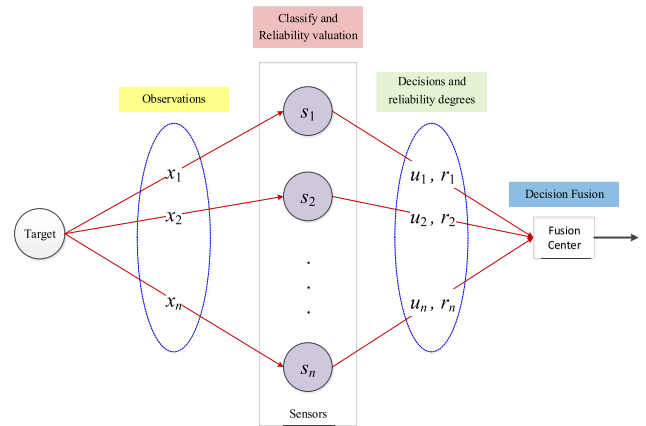 Classify and
Reliability valuation
Observations
Decisions and
reliability degrees
Decision Fusion
Target
x1
x2
xn
s1
s2
.
.
.
sn
Sensors
u1 , r1
u2 , r2
un , rn
Fusion
Center